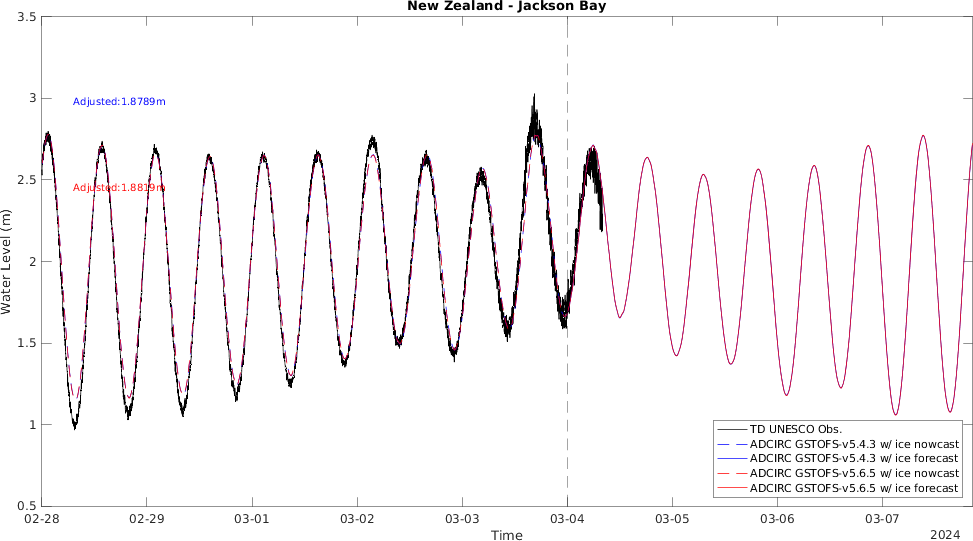 New Zealand - Jackson Bay
3.5
3
2.5
2
1.5
1
0.5
Water Level (m)
Adjusted:1.8789m
Adjusted:1.8819m
TD UNESCO Obs.
ADCIRC GSTOFS-v5.4.3 w/ ice nowcast
ADCIRC GSTOFS-v5.4.3 w/ ice forecast
ADCIRC GSTOFS-v5.6.5 w/ ice nowcast
ADCIRC GSTOFS-v5.6.5 w/ ice forecast
02-28 02-29 03-01 03-02 03-03 03-04 03-05 03-06 03-07
Time
2024